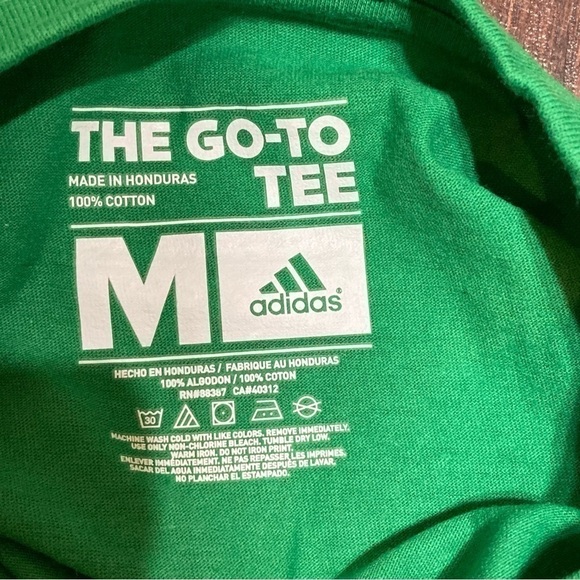 THE GO-TO
MADE IN HONDURAS TEE
100% COTTON
M adidas®
HECHO EN HONDURAS / FABRIQUE AU HONDURAS
100% ALGODON / 100% COTON
RN#88387 CA#40312
30
MACHINE WASH COLD WITH LIKE COLORS. REMOVE IMMEDIATELY.
USE ONLY NON-CHLORINE BLEACH. TUMBLE DRY LOW.
WARM IRON. DO NOT IRON PRINT.
ENLEVER IMMÉDIATEMENT. NE PAS REPASSER LES IMPRIMÉS.
SACAR DEL AGUA INMEDIATAMENTE DESPUÉS DE LAVAR,
NO PLANCHAR EL ESTAMPADO.